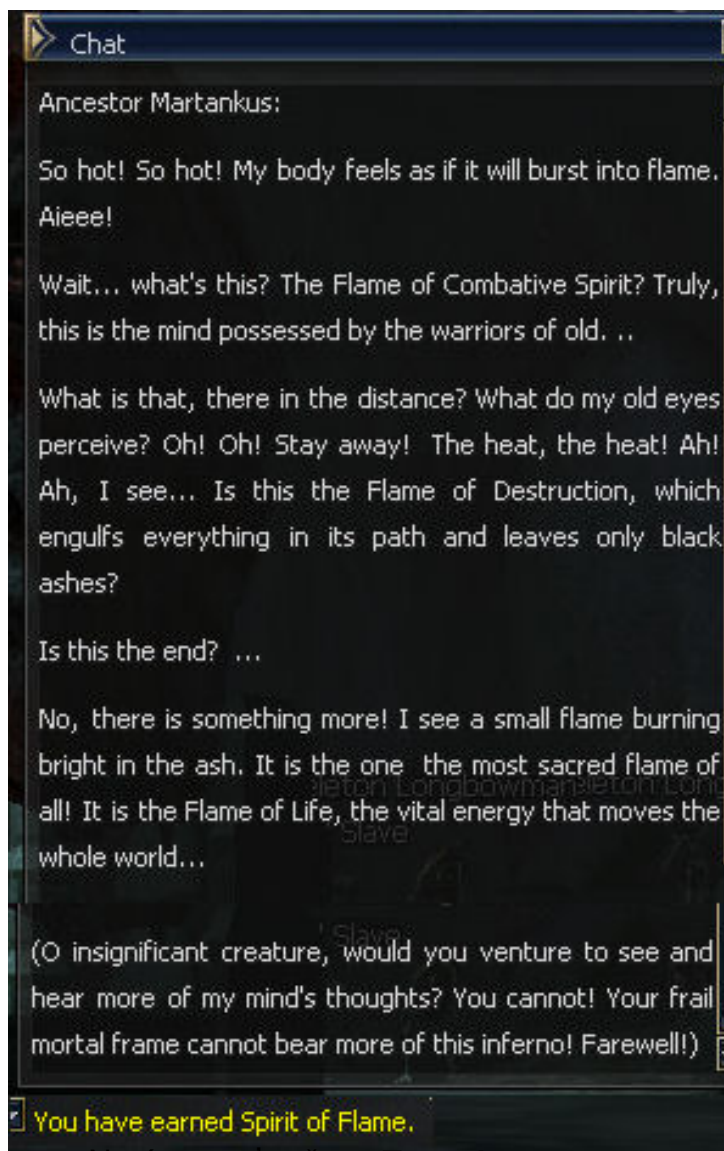 Chat
Ancestor Martankus:
So hot! So hot! My body feels as if it will burst into flame.
Aieee!
Wait... what's this? The Flame of Combative Spirit? Truly,
this is the mind possessed by the warriors of old. ..
What is that, there in the distance? What do my old eyes
perceive? Oh! Oh! Stay away! The heat, the heat! Ah!
Ah, I see... Is this the Flame of Destruction, which
engulfs everything in its path and leaves only black
ashes?
Is this the end? ...
No, there is something more! I see a small flame burning
bright in the ash. It is the one the most sacred flame of
leton Longbowman eleton Long
all! It is the Flame of Life, the vital energy that moves the
Slave
whole world...
Slave
(O insignificant creature, would you venture to see and
hear more of my mind's thoughts? You cannot! Your frail
mortal frame cannot bear more of this inferno! Farewell!)
You have earned Spirit of Flame.